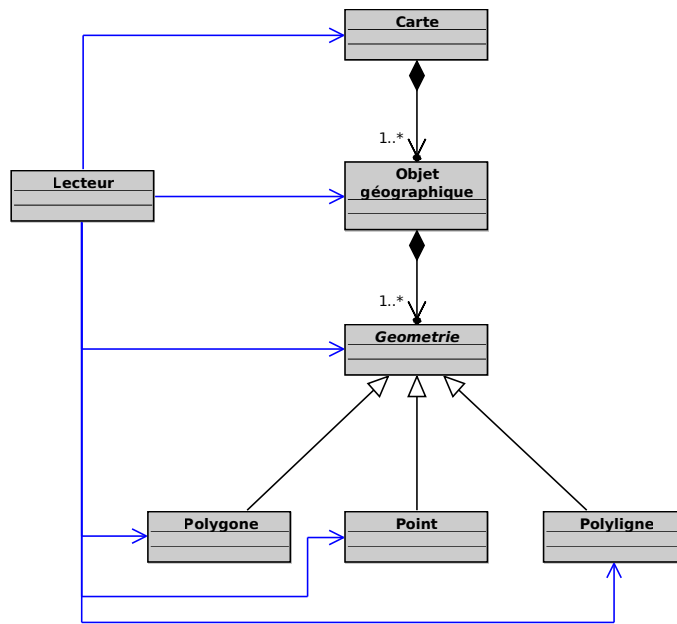 Carte
1..*
Lecteur
Objet
géographique
1..*
Geometrie
Polygone
Point
Polyligne